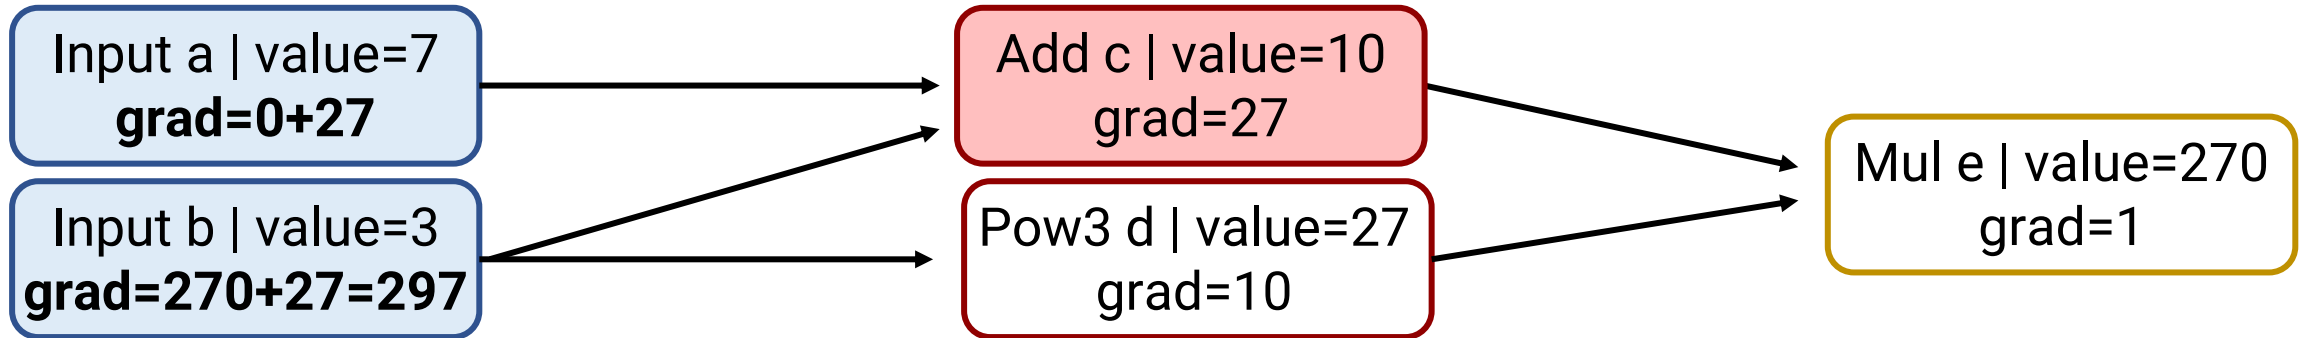 Input a | value=7
grad=0+27
Input b | value=3
grad=270+27=297
Add c | value=10
grad=27
Pow3 d | value=27
grad=10
Mul e | value=270
grad=1